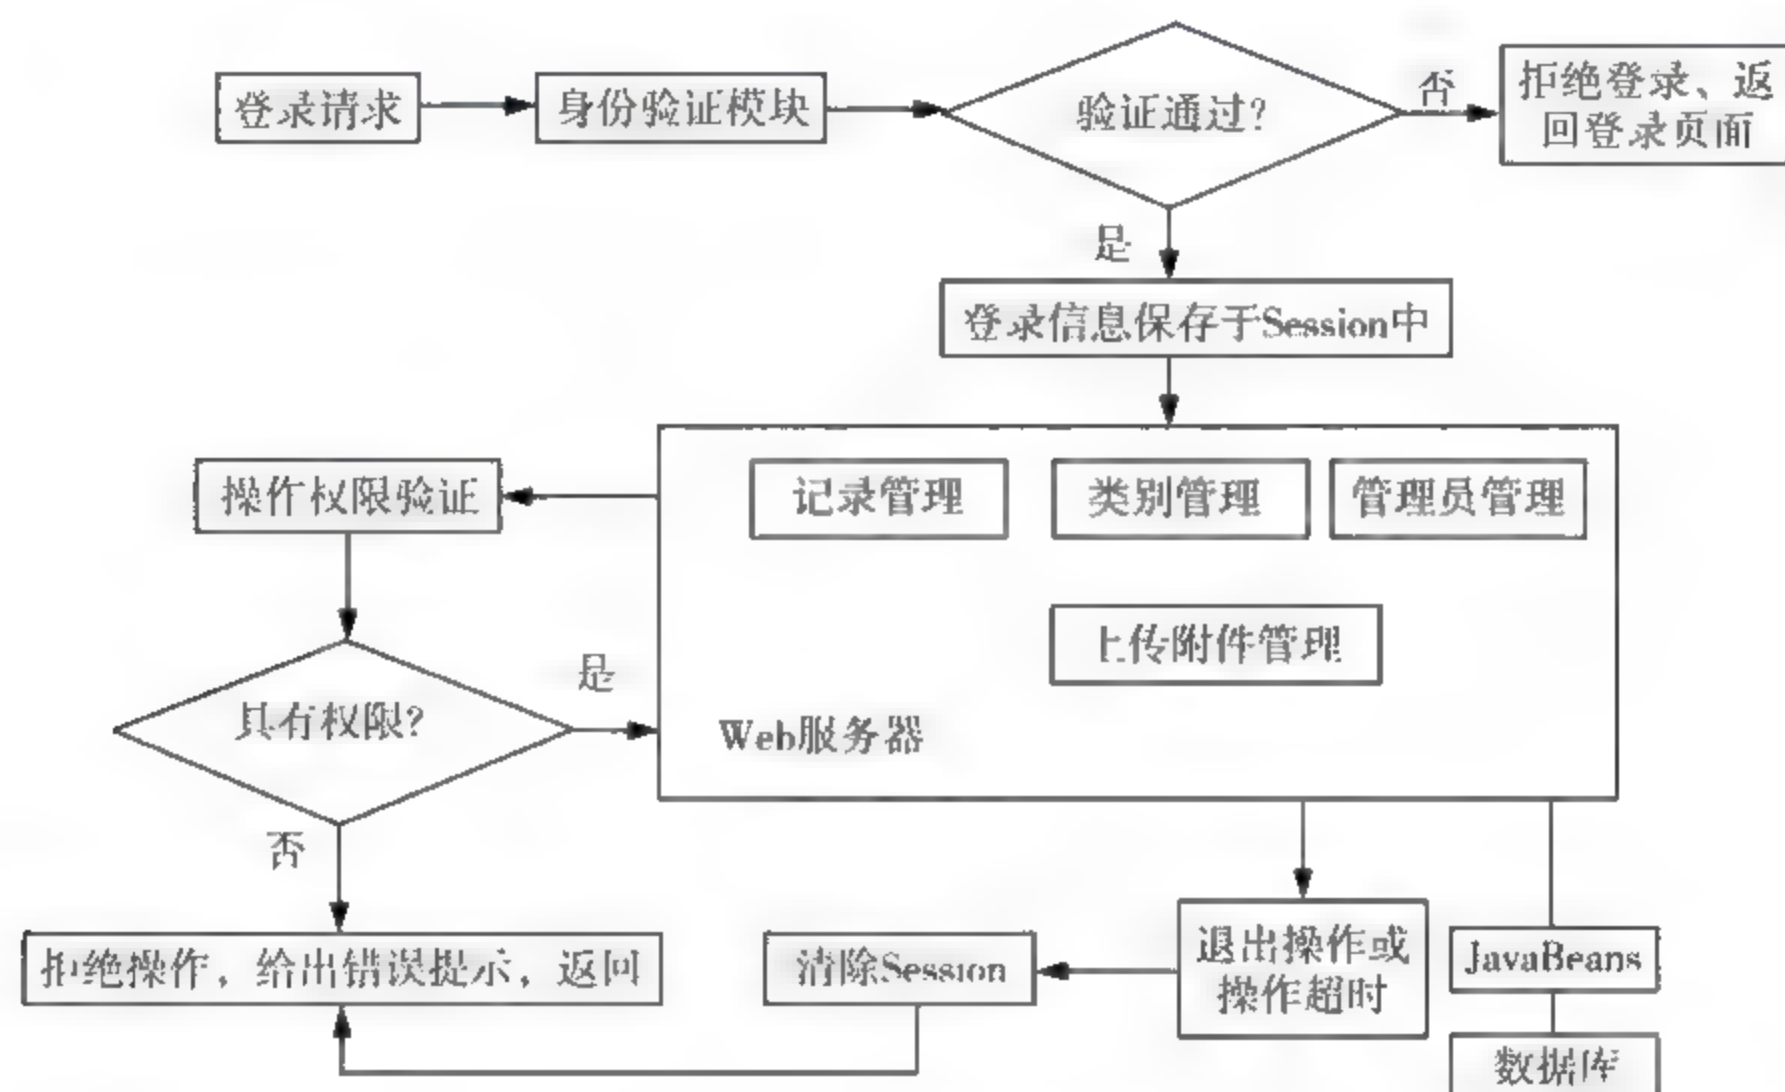 登录请求
身份验证模块
验证通过?
否
拒绝登录、返
回登录页面
是
登录信息保存于Session中
操作权限验证
记录管理
类别管理
管理员管理
上传附件管理
是
具有权限?
Web服务器
否
拒绝操作，给出错误提示，返回
清除Session
退出操作或
操作超时
JavaBeans
数据库